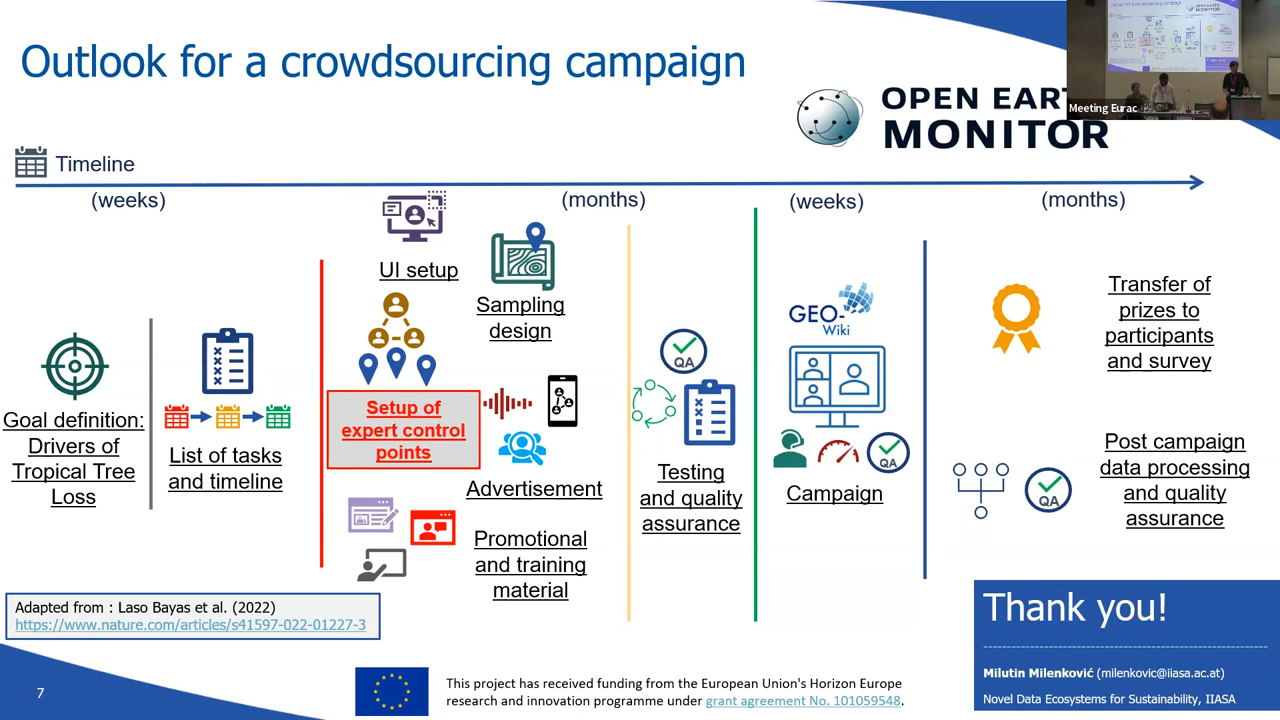 Outlook for a crowdsourcing campaign
OPEN EAR
MONITOR
Meeting Eurac
Timeline
(weeks)
(months)
(weeks)
(months)
UI setup
Sampling
design
Setup of
expert control
points
Advertisement
Promotional
and training
material
Goal definition:
Drivers of
Tropical Tree
Loss
List of tasks
and timeline
QA
Testing
and quality
assurance
GEO-
Wiki
QA
Campaign
Transfer of
prizes to
participants
and survey
QA
Post campaign
data processing
and quality
assurance
Adapted from : Laso Bayas et al. (2022)
https://www.nature.com/articles/s41597-022-01227-3
Thank you!
Milutin Milenković (milenkovic@iiasa.ac.at)
Novel Data Ecosystems for Sustainability, IIASA
7
This project has received funding from the European Union's Horizon Europe
research and innovation programme under grant agreement No. 101059548.